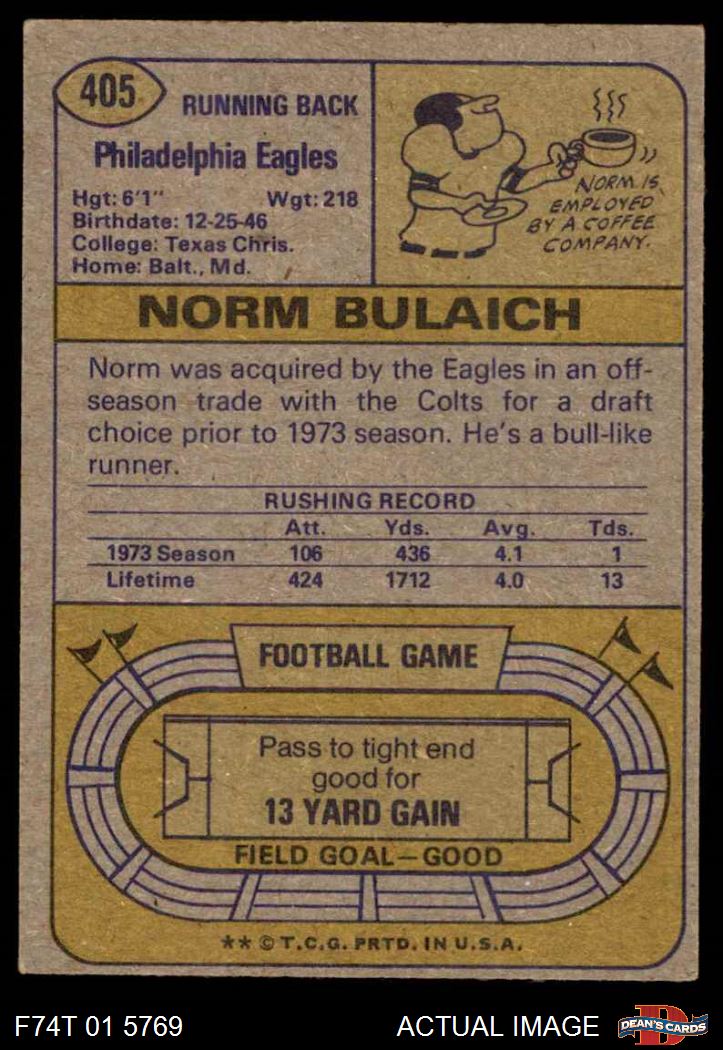 405
RUNNING BACK
Philadelphia Eagles
Hgt: 6'1" Wgt: 218
Birthdate: 12-25-46
College: Texas Chris.
Home: Balt., Md.
NORM IS
EMPLOYED
BY A COFFEE
COMPANY.
NORM BULAICH
Norm was acquired by the Eagles in an off-
season trade with the Colts for a draft
choice prior to 1973 season. He's a bull-like
runner.
RUSHING RECORD
Att. Yds. Avg. Tds.
1973 Season 106 436 4.1 1
Lifetime 424 1712 4.0 13
FOOTBALL GAME
Pass to tight end
good for
13 YARD GAIN
FIELD GOAL—GOOD
** © T.C.G. PRTD. IN U.S.A.
F74T 01 5769 ACTUAL IMAGE
D
DEAN'S CARDS